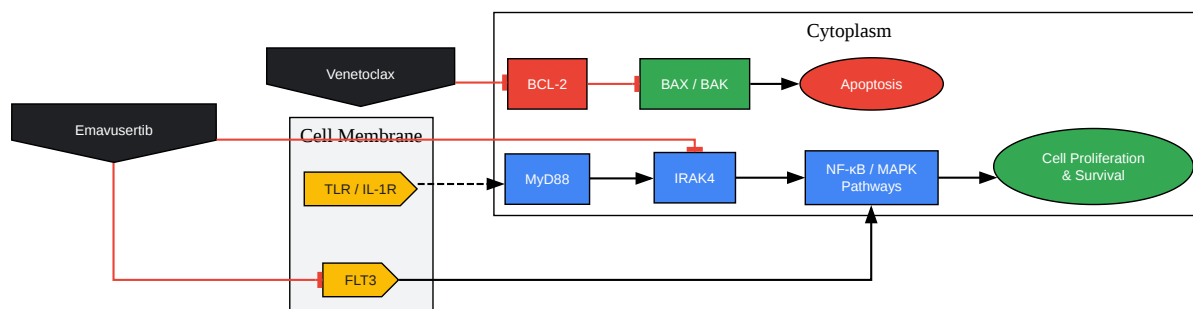 Cytoplasm
Venetoclax
BCL-2
BAX / BAK
Apoptosis
Emavusertib
Cell Membrane
TLR / IL-1R
MyD88
IRAK4
NF-κB / MAPK
Pathways
Cell Proliferation
& Survival
FLT3